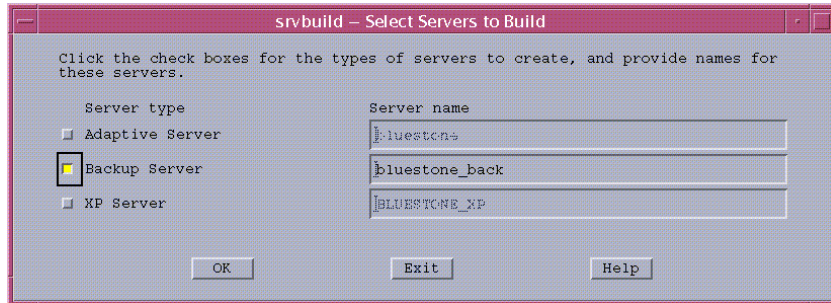 srvbuild – Select Servers to Build
Click the check boxes for the types of servers to create, and provide names for
these servers.
Server type Server name
Adaptive Server bluestone
Backup Server bluestone_back
XP Server BLUESTONE_XP
OK Exit Help